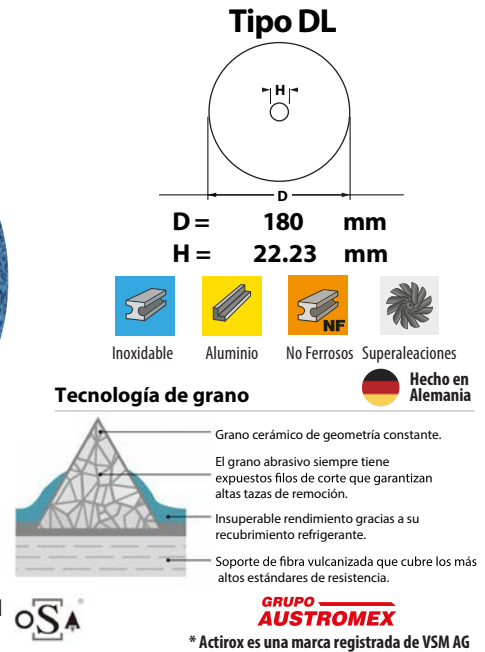 Tipo DL
H
D
D = 180 mm
H = 22.23 mm
NF
Inoxidable Aluminio No Ferrosos Superaleaciones
Hecho en
Alemania
Tecnología de grano
Grano cerámico de geometría constante.
El grano abrasivo siempre tiene
expuestos filos de corte que garantizan
altas tazas de remoción.
Insuperable rendimiento gracias a su
recubrimiento refrigerante.
Soporte de fibra vulcanizada que cubre los más
altos estándares de resistencia.
oSa
GRUPO
AUSTROMEX
* Actirox es una marca registrada de VSM AG